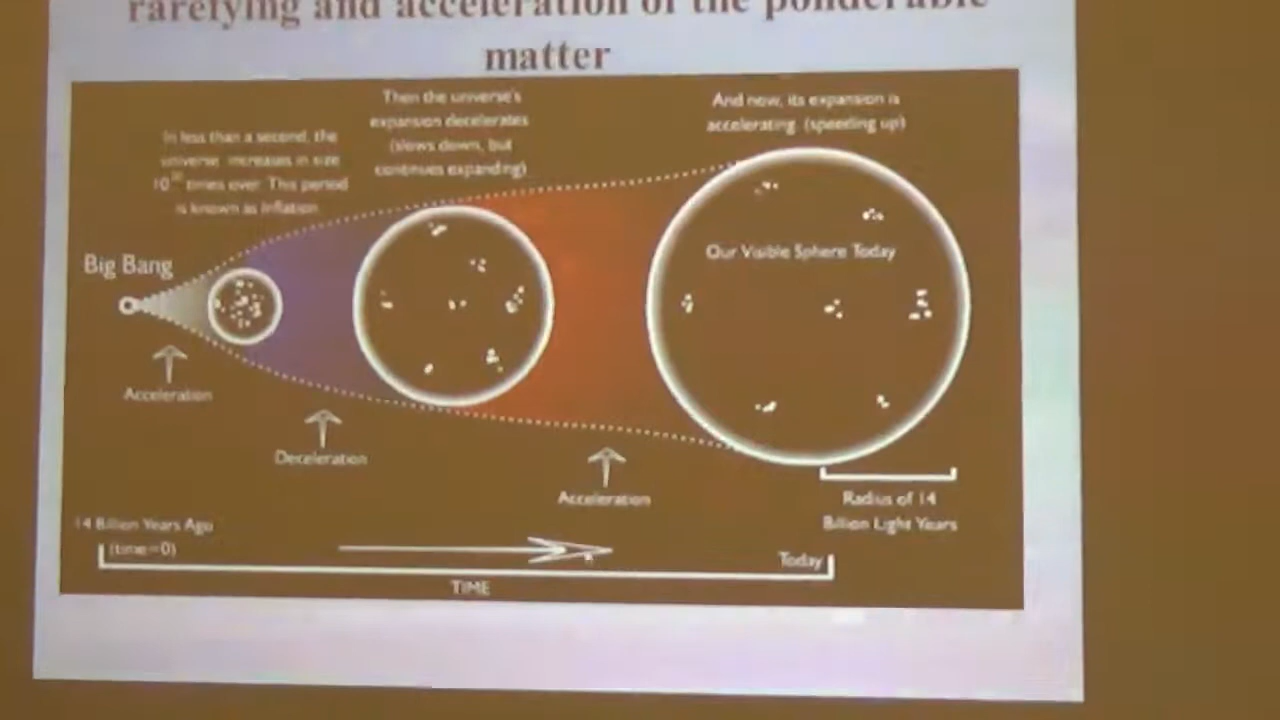 rarefying and acceleration of the ponderable
matter
In less than a second, the
universe increases in size
10 times over. This period
is known as Inflation
Then the universe's
expansion decelerates
(slows down, but
continues expanding)
And now, its expansion is
accelerating (speeding up)
Big Bang
Our Visible Sphere Today
Acceleration
Deceleration
Acceleration
Radius of 14
Billion Light Years
14 Billion Years Ago
(time=0)
Today
TIME